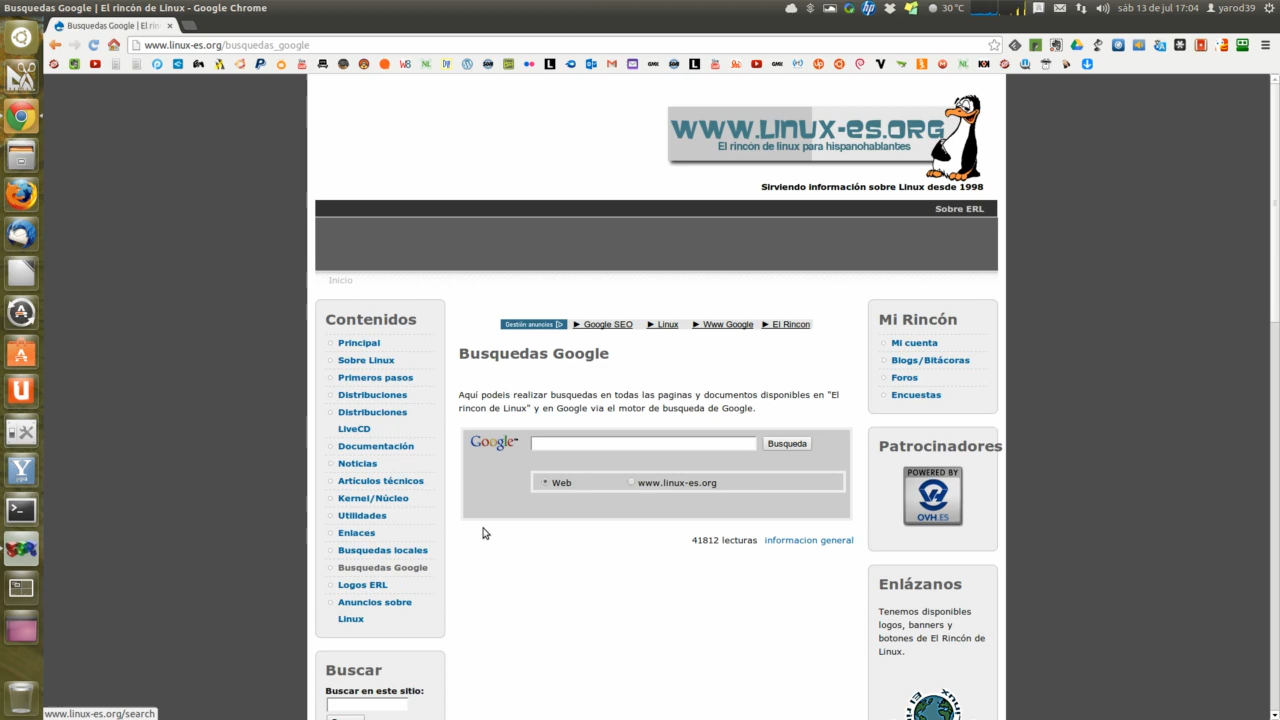 Busquedas Google | El rincón de Linux - Google Chrome
30°C
sáb 13 de jul 17:04
yarod39
Busquedas Google | El rin
www.linux-es.org/busquedas_google
WWW.LINUX-ES.ORG
El rincón de linux para hispanohablantes
Sirviendo información sobre Linux desde 1998
Sobre ERL
Inicio
Contenidos
Principal
Sobre Linux
Primeros pasos
Distribuciones
Distribuciones
LiveCD
Documentación
Noticias
Artículos técnicos
Kernel/Núcleo
Utilidades
Enlaces
Busquedas locales
Busquedas Google
Logos ERL
Anuncios sobre
Linux
Buscar
Buscar en este sitio:
Gestión anuncios ► Google SEO ► Linux ► Www Google ► El Rincon
Busquedas Google
Aquí podeis realizar busquedas en todas las paginas y documentos disponibles en "El
rincon de Linux" y en Google via el motor de busqueda de Google.
Google™ Busqueda
Web www.linux-es.org
41812 lecturas informacion general
Mi Rincón
Mi cuenta
Blogs/Bitácoras
Foros
Encuestas
Patrocinadores
POWERED BY
OVH.ES
Enlázanos
Tenemos disponibles
logos, banners y
botones de El Rincón de
Linux.
www.linux-es.org/search